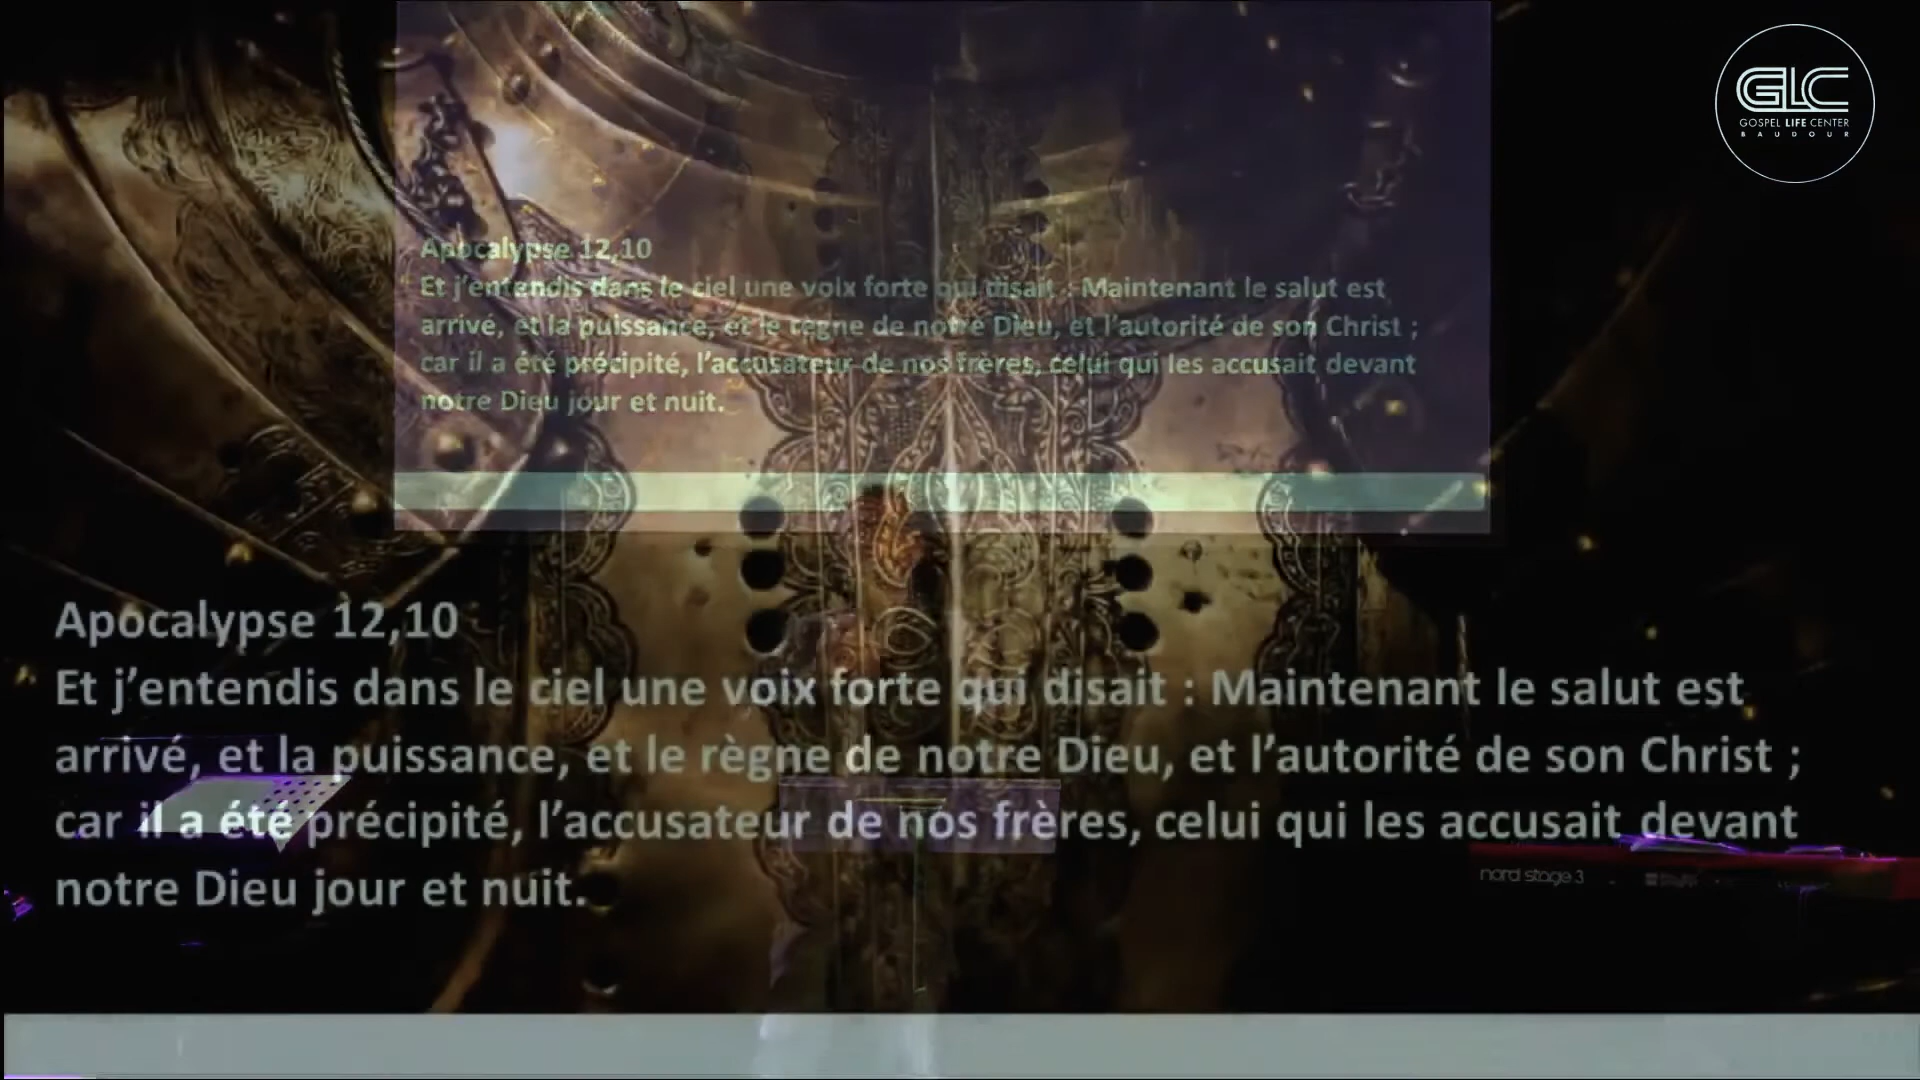 GLC
GOSPEL LIFE CENTER
BAUDOUR
Apocalypse 12,10
Et j’entendis dans le ciel une voix forte qui disait : Maintenant le salut est
arrivé, et la puissance, et le règne de notre Dieu, et l’autorité de son Christ ;
car il a été précipité, l’accusateur de nos frères, celui qui les accusait devant
notre Dieu jour et nuit.
Apocalypse 12,10
Et j’entendis dans le ciel une voix forte qui disait : Maintenant le salut est
arrivé, et la puissance, et le règne de notre Dieu, et l’autorité de son Christ ;
car il a été précipité, l’accusateur de nos frères, celui qui les accusait devant
notre Dieu jour et nuit.
nord stage 3